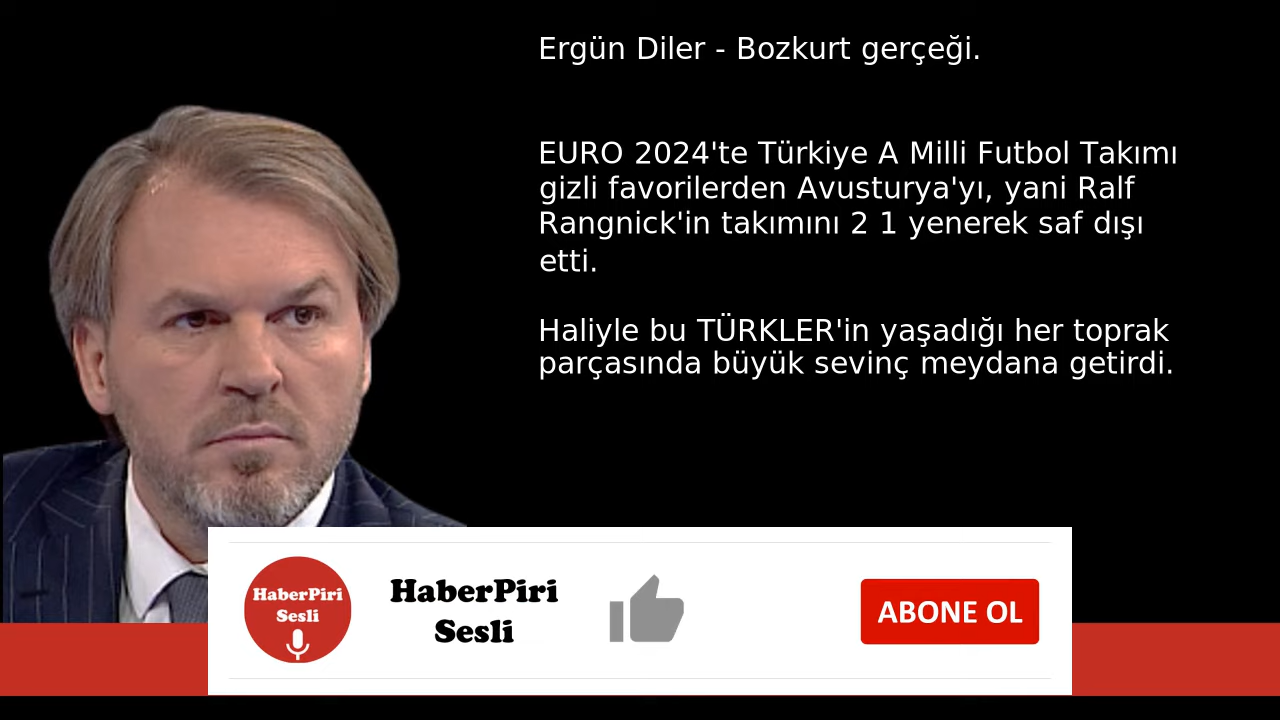 Ergün Diler - Bozkurt gerçeği.
EURO 2024'te Türkiye A Milli Futbol Takımı
gizli favorilerden Avusturya'yı, yani Ralf
Rangnick'in takımını 2 1 yenerek saf dışı
etti.
Haliyle bu TÜRKLER'in yaşadığı her toprak
parçasında büyük sevinç meydana getirdi.
HaberPiri
Sesli
HaberPiri
Sesli
ABONE OL